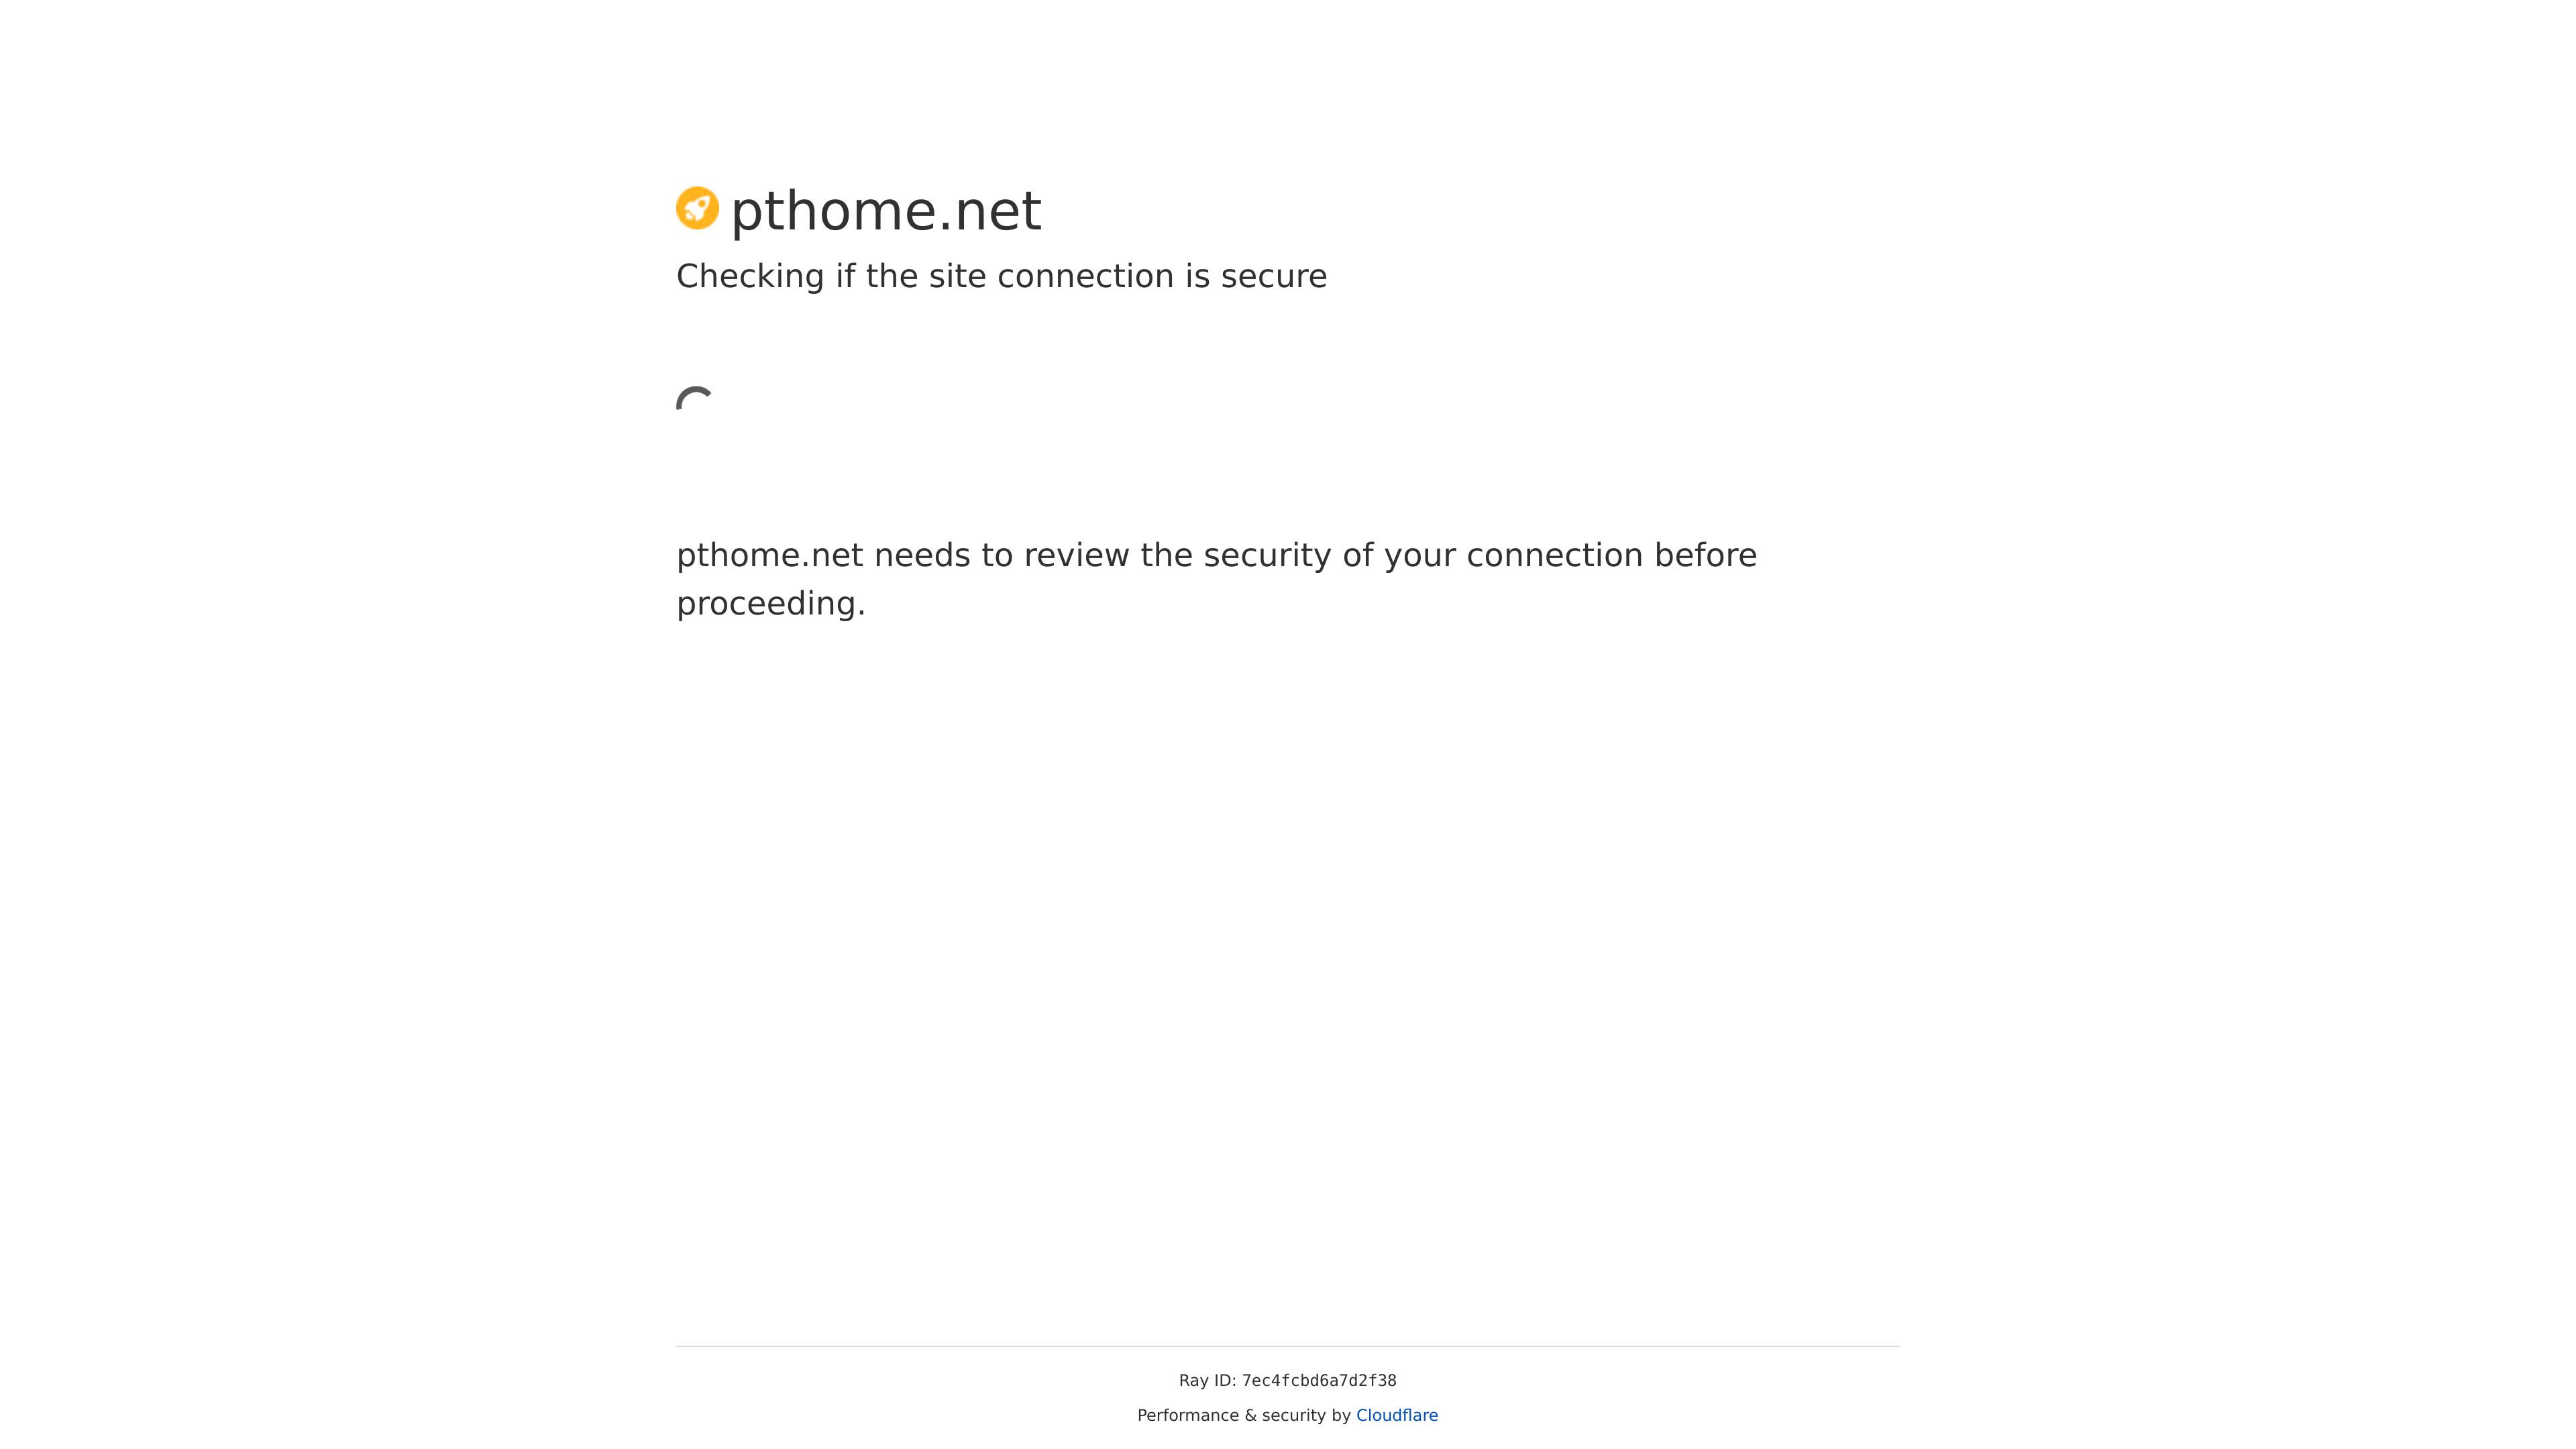 pthome.net
Checking if the site connection is secure
pthome.net needs to review the security of your connection before
proceeding.
Ray ID: 7ec4fcbd6a7d2f38
Performance & security by Cloudflare